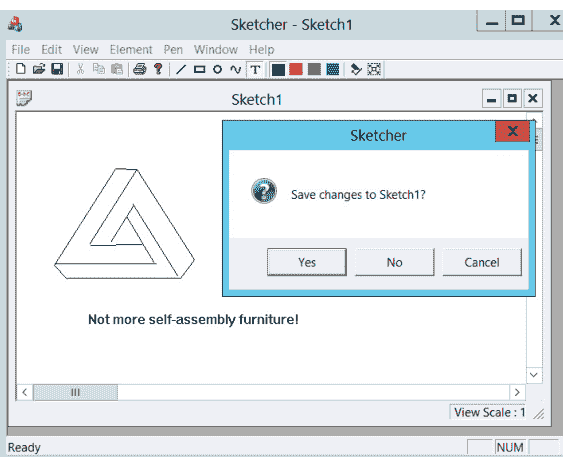 Sketcher - Sketch1
File Edit View Element Pen Window Help
T
Sketch1
Sketcher
Save changes to Sketch1?
Yes No Cancel
Not more self-assembly furniture!
View Scale : 1
Ready NUM